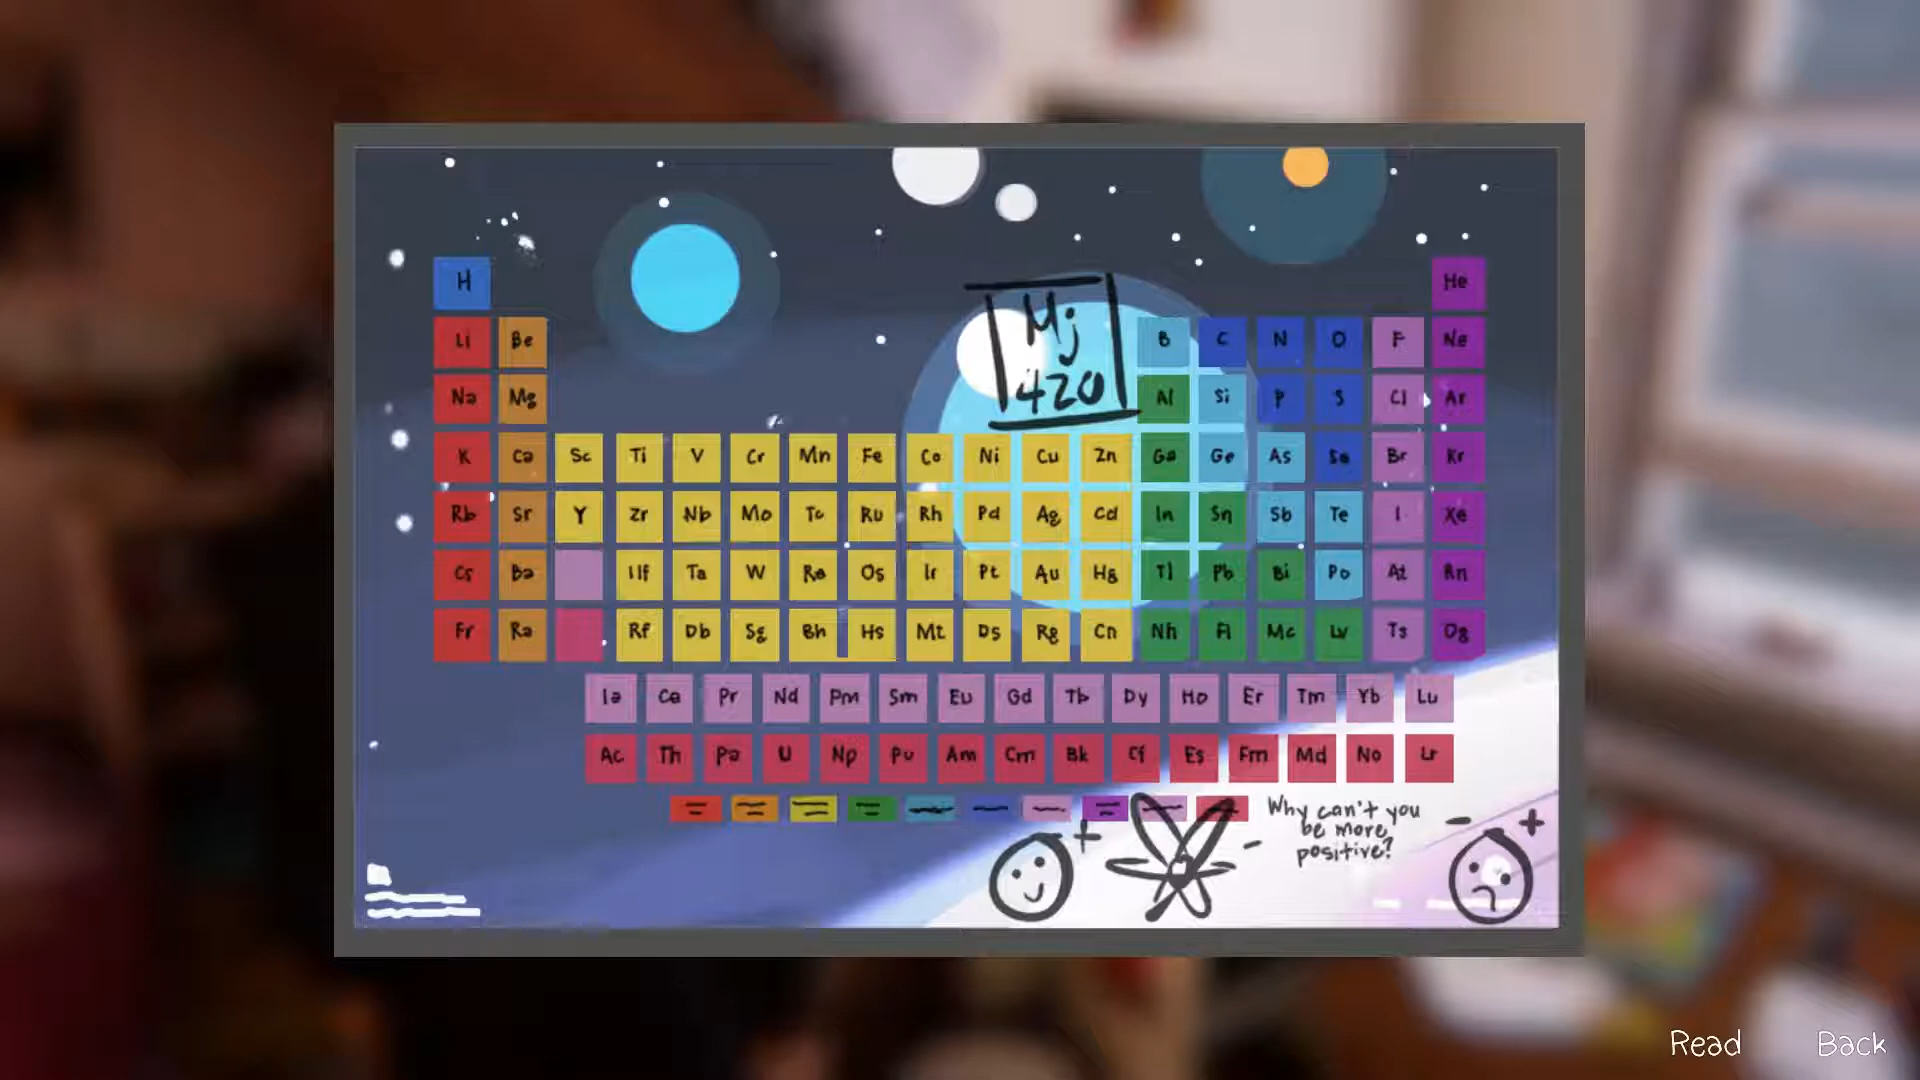 H He
Li Be B C N O F Ne
Na Mg Al Si P S Cl Ar
K Ca Sc Ti V Cr Mn Fe Co Ni Cu Zn Ga Ge As Se Br Kr
Rb Sr Y Zr Nb Mo Tc Ru Rh Pd Ag Cd In Sn Sb Te I Xe
Cs Ba Hf Ta W Re Os Ir Pt Au Hg Tl Pb Bi Po At Rn
Fr Ra Rf Db Sg Bh Hs Mt Ds Rg Cn Nh Fl Mc Lv Ts Og
la Ce Pr Nd Pm Sm Eu Gd Tb Dy Ho Er Tm Yb Lu
Ac Th Pa U Np Pu Am Cm Bk Cf Es Fm Md No Lr
Mj
420
Why can't you
be more
positive?
+
-
- +
Read Back